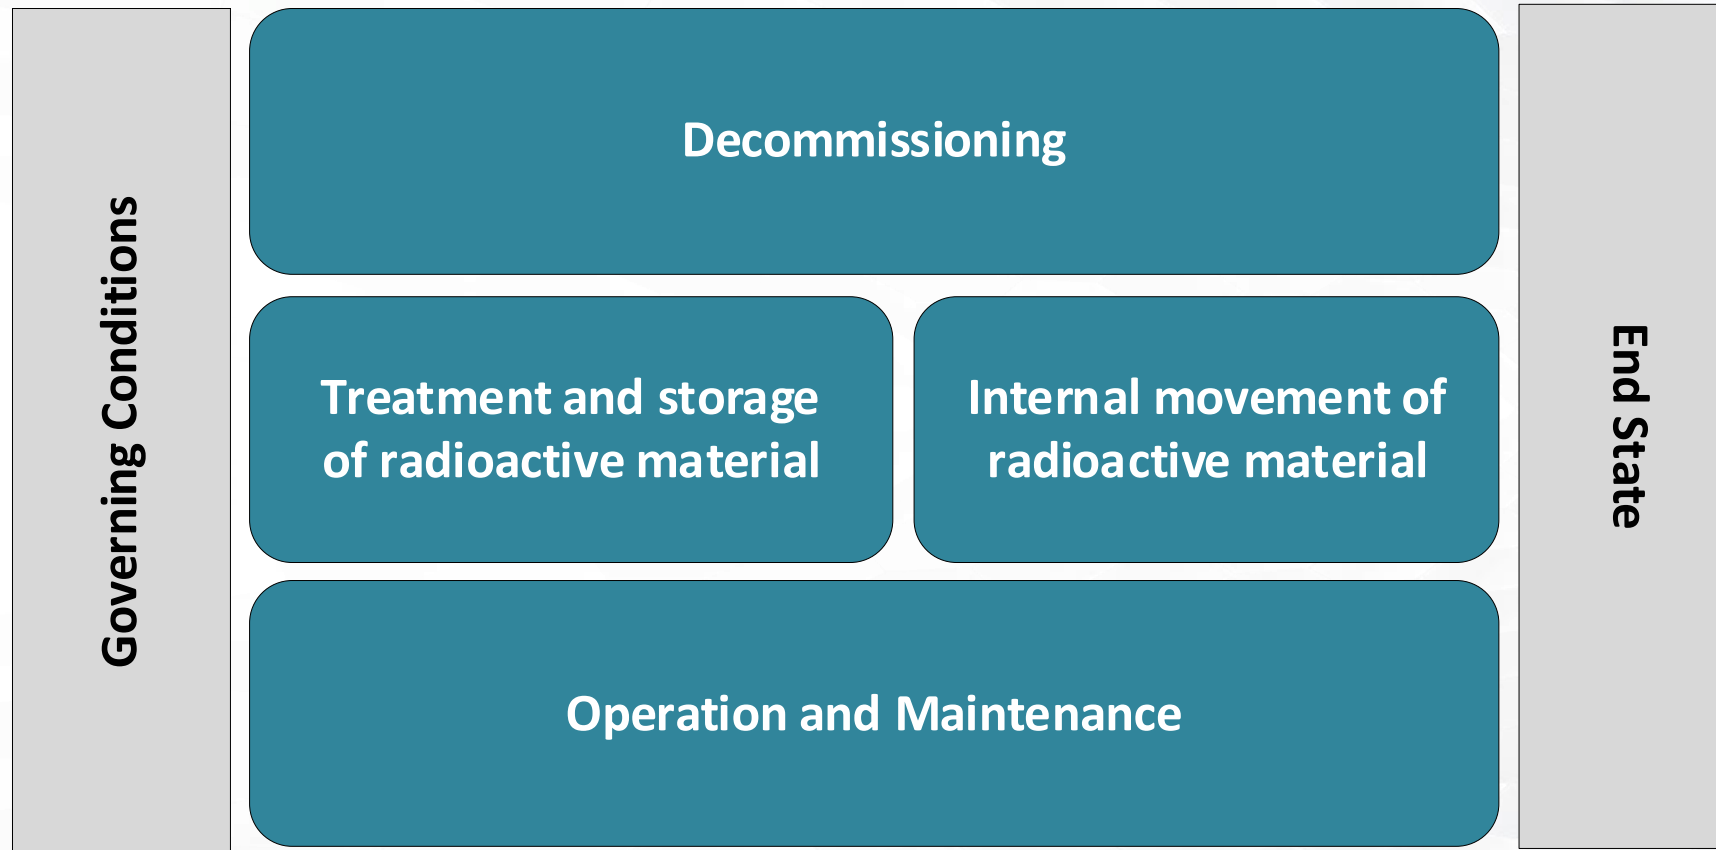 Governing Conditions
Decommissioning
Treatment and storage
of radioactive material
Internal movement of
radioactive material
Operation and Maintenance
End State